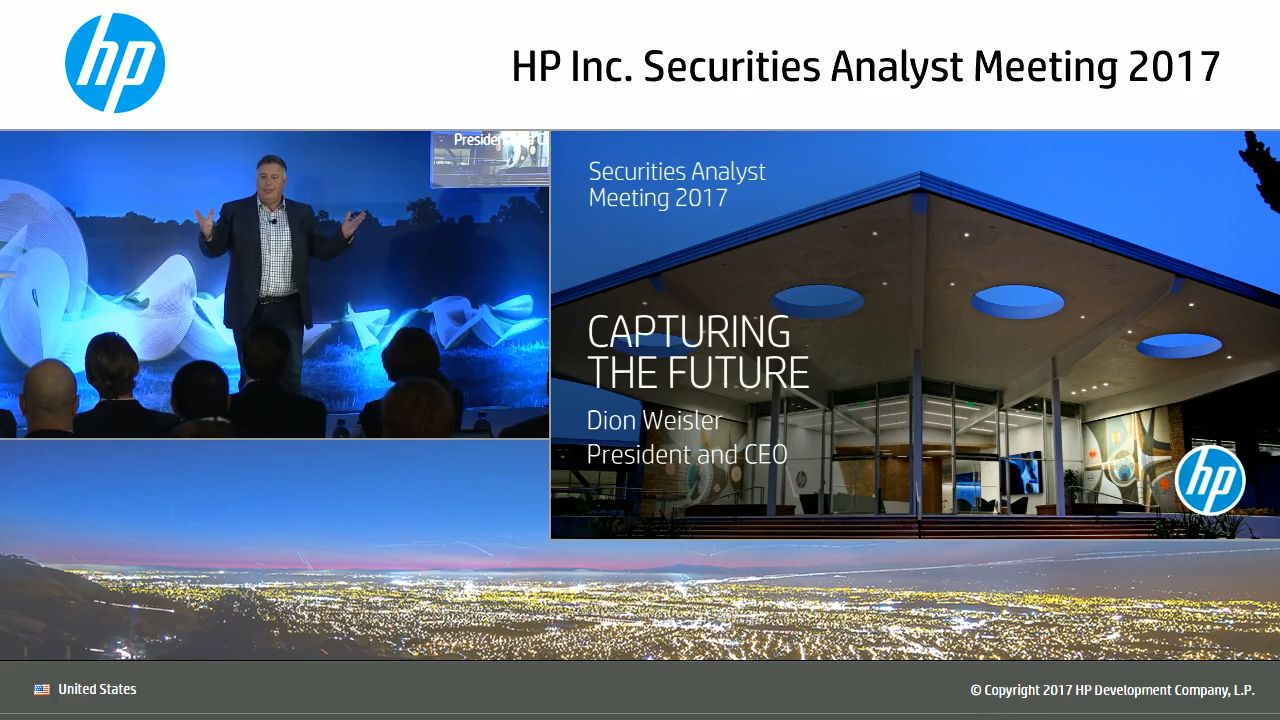 hp
HP Inc. Securities Analyst Meeting 2017
Securities Analyst
Meeting 2017
CAPTURING
THE FUTURE
Dion Weisler
President and CEO
hp
United States
© Copyright 2017 HP Development Company, L.P.